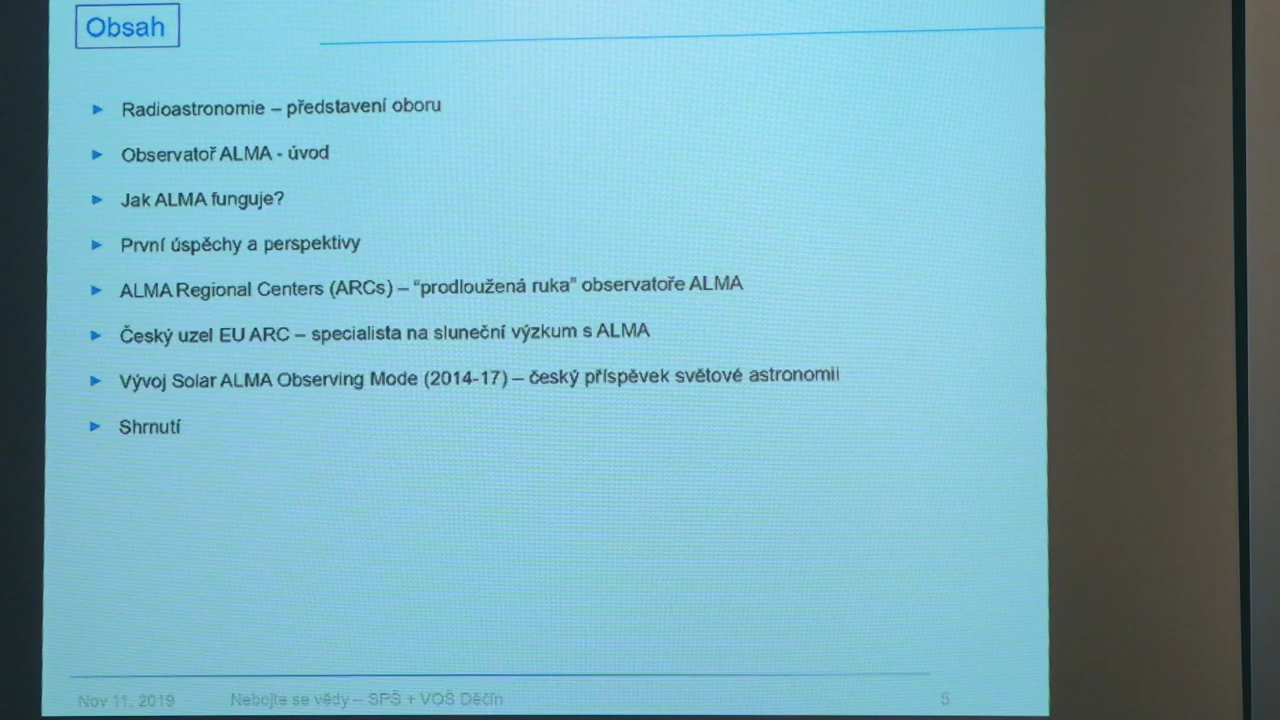 Obsah
Radioastronomie – představení oboru
Observatoř ALMA - úvod
Jak ALMA funguje?
První úspěchy a perspektivy
ALMA Regional Centers (ARCs) – “prodloužená ruka” observatoře ALMA
Český uzel EU ARC – specialista na sluneční výzkum s ALMA
Vývoj Solar ALMA Observing Mode (2014-17) – český příspěvek světové astronomii
Shrnutí
Nov 11, 2019 Nebojte se vědy – SPŠ + VOŠ Děčín 5